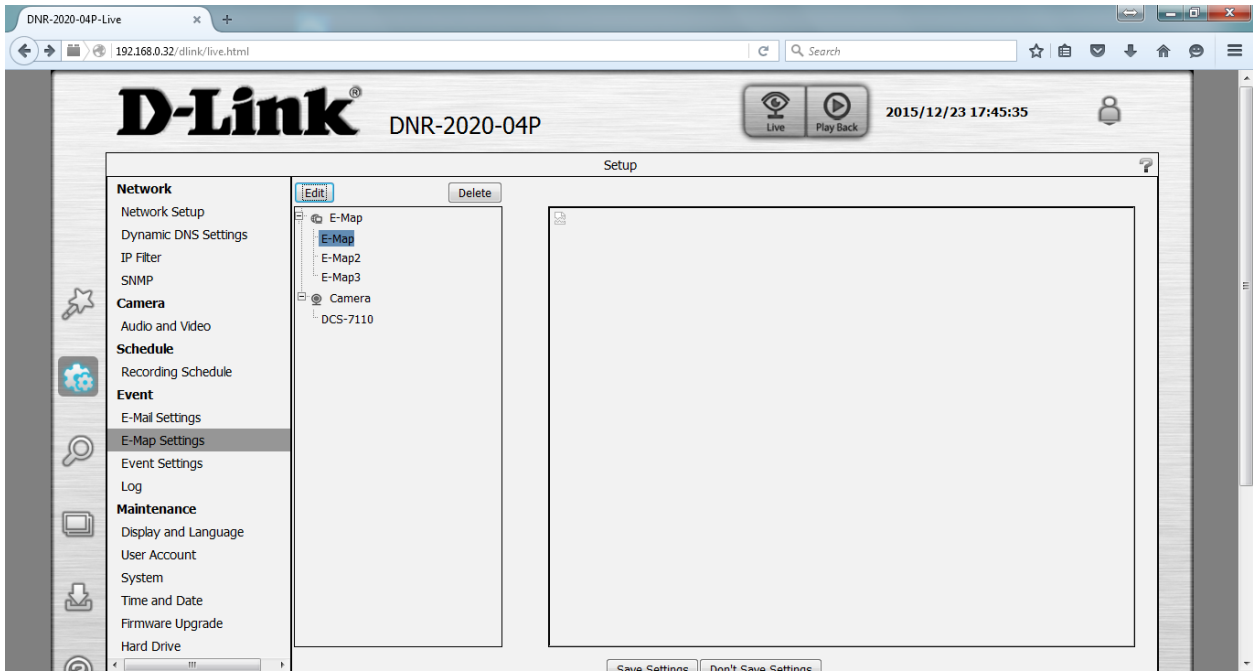 DNR-2020-04P-Live
192.168.0.32/dlink/live.html
Search
D-Link®
DNR-2020-04P
Live
Play Back
2015/12/23 17:45:35
Setup
?
Network
Network Setup
Dynamic DNS Settings
IP Filter
SNMP
Camera
Audio and Video
Schedule
Recording Schedule
Event
E-Mail Settings
E-Map Settings
Event Settings
Log
Maintenance
Display and Language
User Account
System
Time and Date
Firmware Upgrade
Hard Drive
Edit
Delete
E-Map
E-Map
E-Map2
E-Map3
Camera
DCS-7110
Save Settings
Don't Save Settings